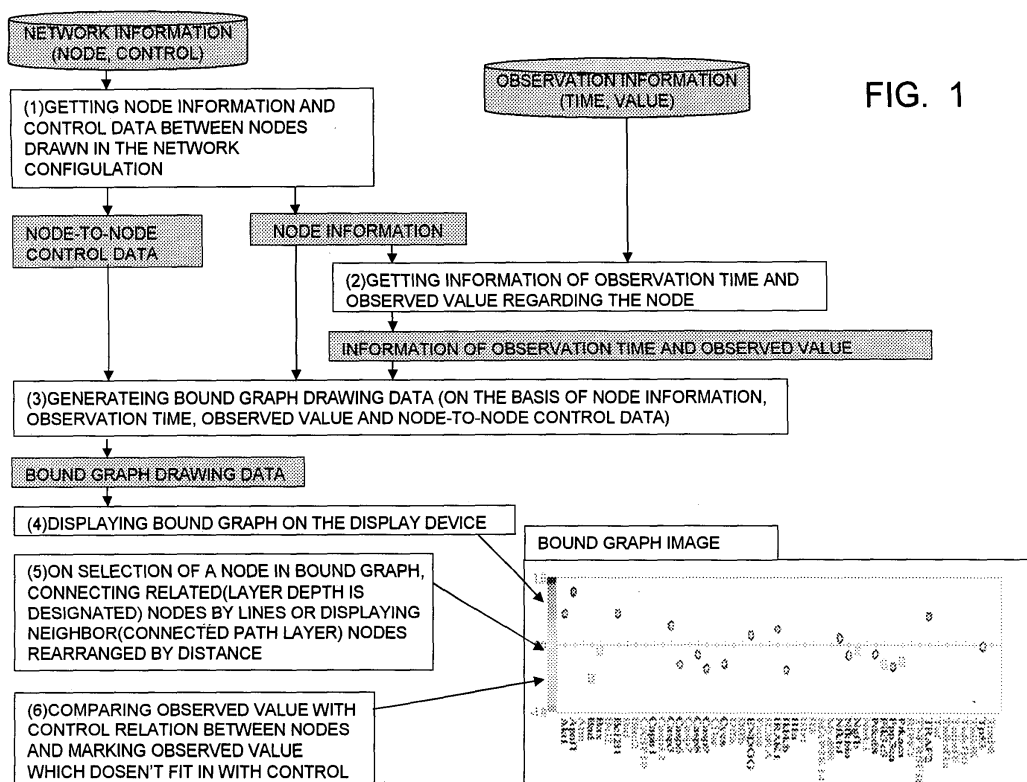 NETWORK INFORMATION
(NODE, CONTROL)
OBSERVATION INFORMATION
(TIME, VALUE)
FIG. 1
(1)GETTING NODE INFORMATION AND
CONTROL DATA BETWEEN NODES
DRAWN IN THE NETWORK
CONFIGULATION
NODE-TO-NODE
CONTROL DATA
NODE INFORMATION
(2)GETTING INFORMATION OF OBSERVATION TIME AND
OBSERVED VALUE REGARDING THE NODE
INFORMATION OF OBSERVATION TIME AND OBSERVED VALUE
(3)GENERATEING BOUND GRAPH DRAWING DATA (ON THE BASIS OF NODE INFORMATION,
OBSERVATION TIME, OBSERVED VALUE AND NODE-TO-NODE CONTROL DATA)
BOUND GRAPH DRAWING DATA
(4)DISPLAYING BOUND GRAPH ON THE DISPLAY DEVICE
BOUND GRAPH IMAGE
(5)ON SELECTION OF A NODE IN BOUND GRAPH,
CONNECTING RELATED(LAYER DEPTH IS
DESIGNATED) NODES BY LINES OR DISPLAYING
NEIGHBOR(CONNECTED PATH LAYER) NODES
REARRANGED BY DISTANCE
(6)COMPARING OBSERVED VALUE WITH
CONTROL RELATION BETWEEN NODES
AND MARKING OBSERVED VALUE
WHICH DOSEN'T FIT IN WITH CONTROL